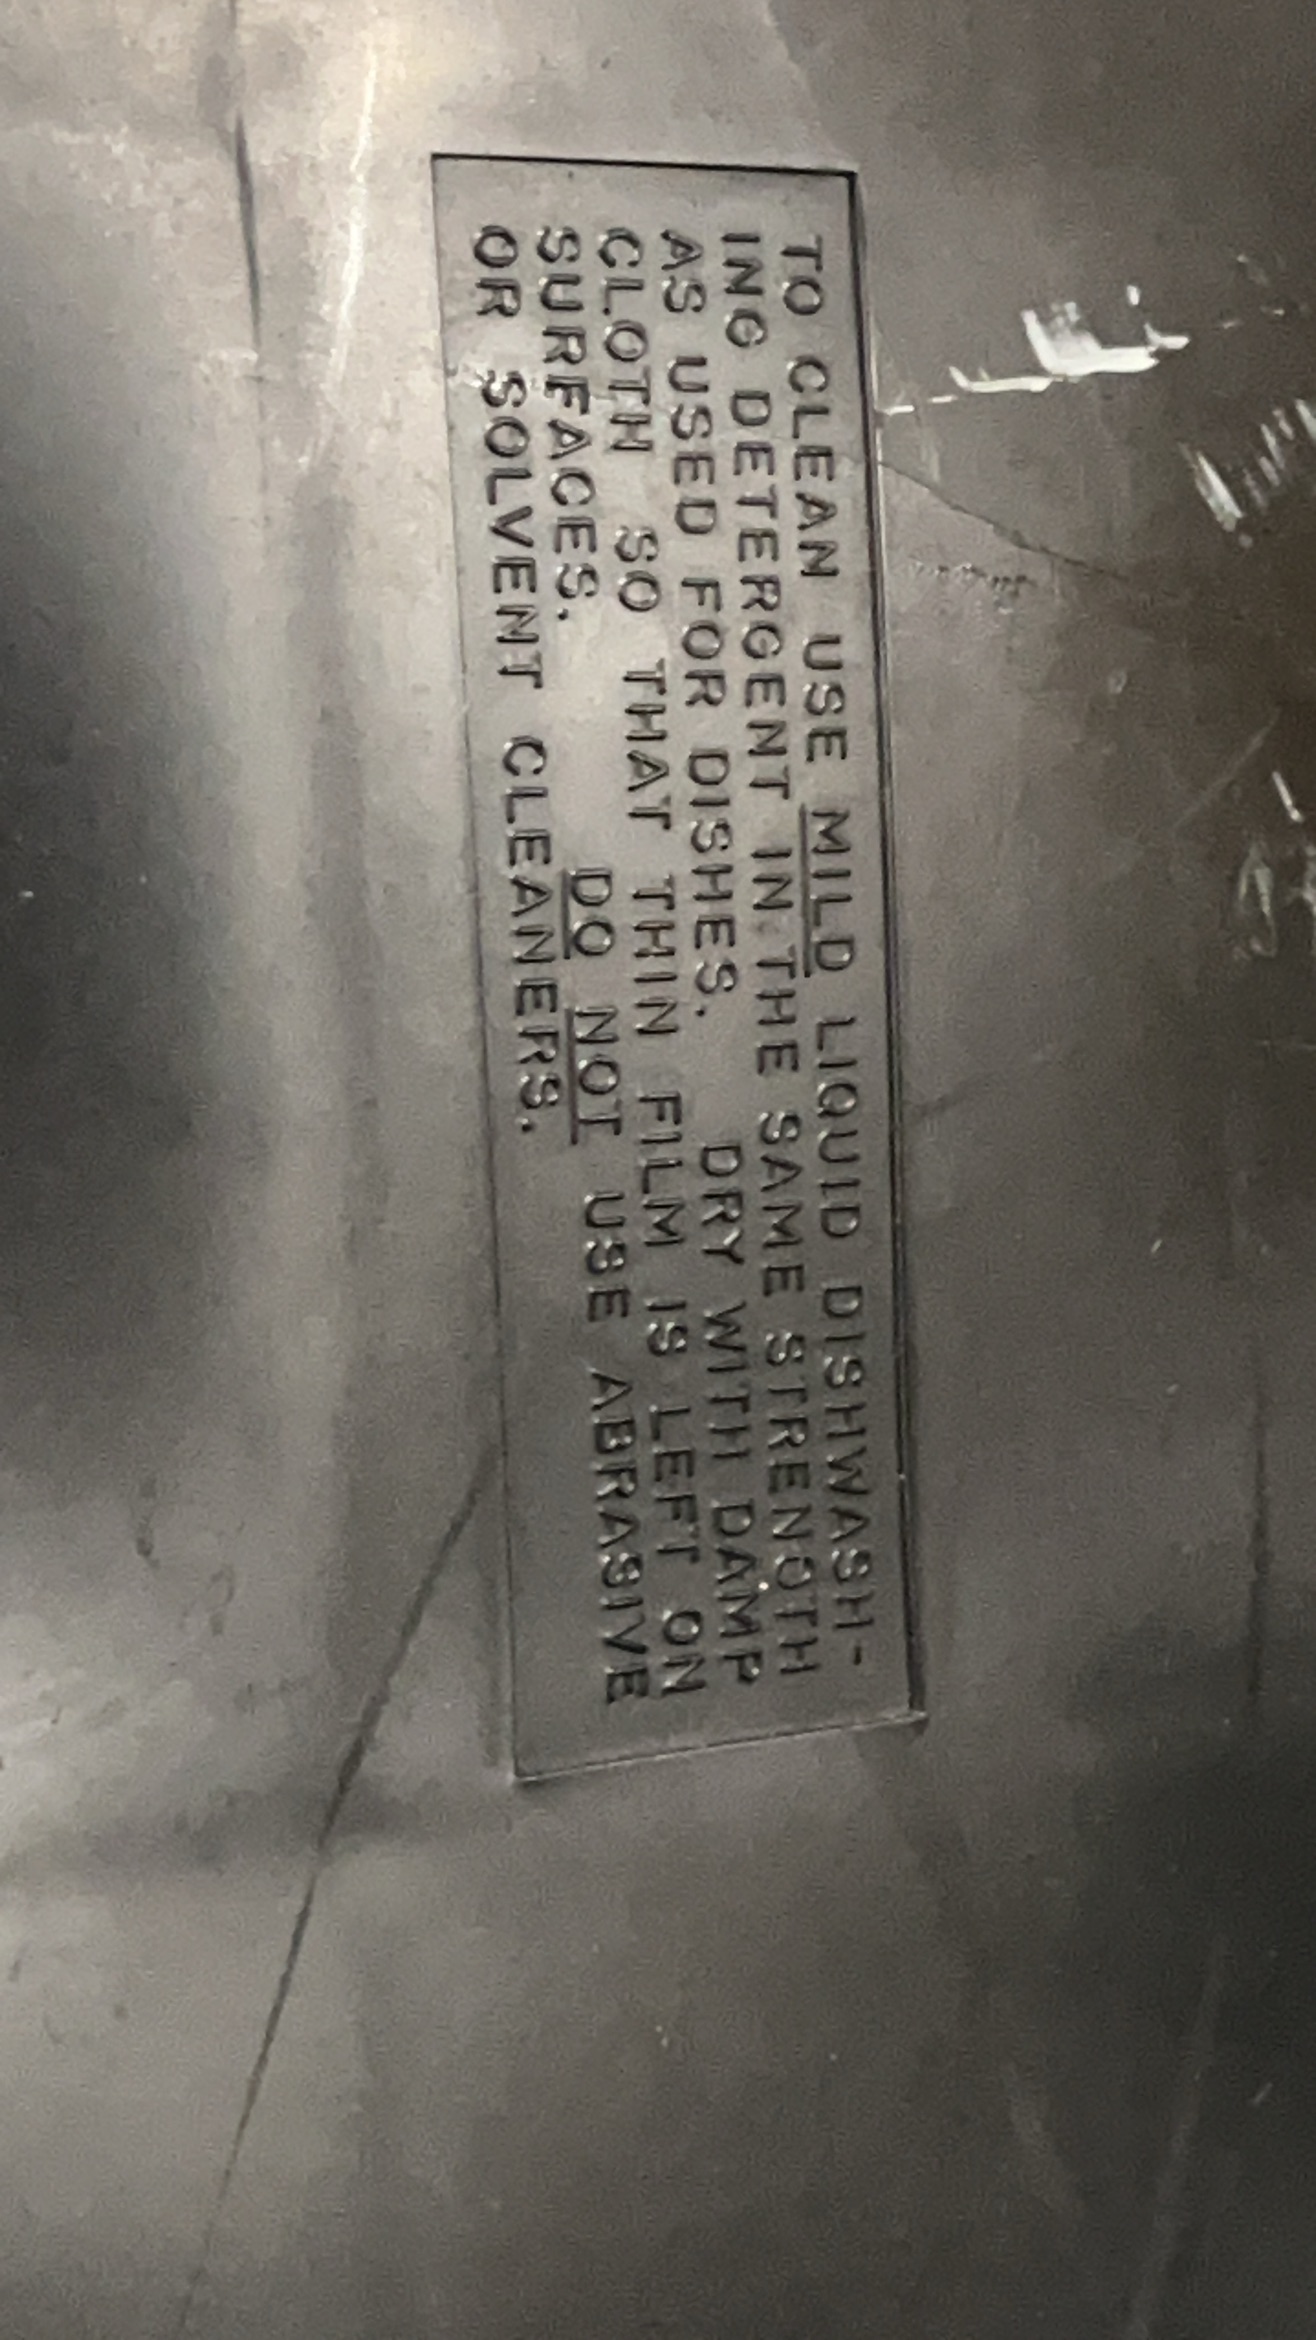 TO CLEAN USE MILD LIQUID DISHWASH-
ING DETERGENT IN THE SAME STRENGTH
AS USED FOR DISHES. DRY WITH DAMP
CLOTH SO THAT THIN FILM IS LEFT ON
SURFACES. DO NOT USE ABRASIVE
OR SOLVENT CLEANERS.